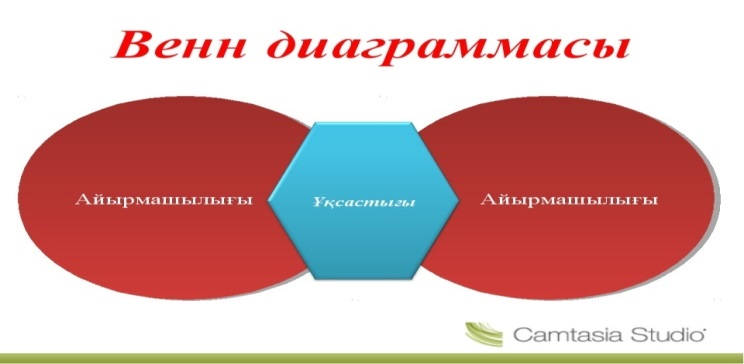 Венн диаграммасы
Айырмашылығы
Ұқсастығы
Айырмашылығы
Camtasia Studio